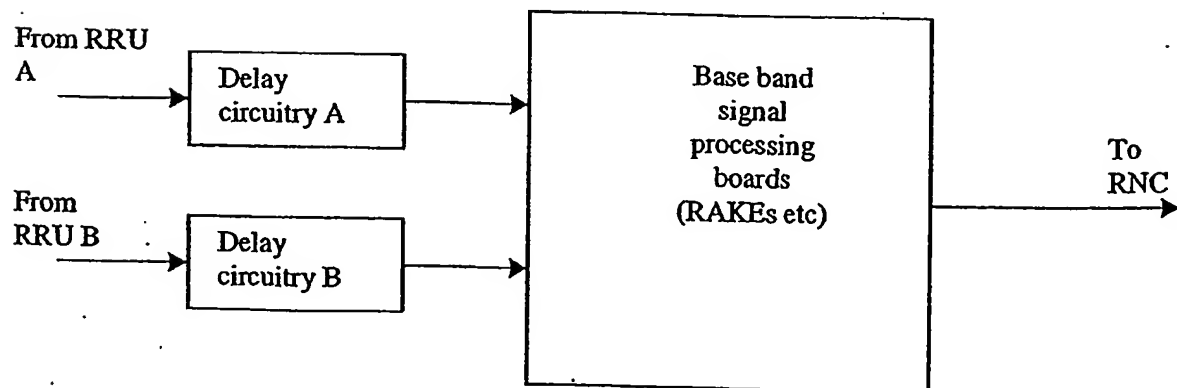 From RRU
A
Delay
circuitry A
From
RRU B
Delay
circuitry B
Base band
signal
processing
boards
(RAKEs etc)
To
RNC